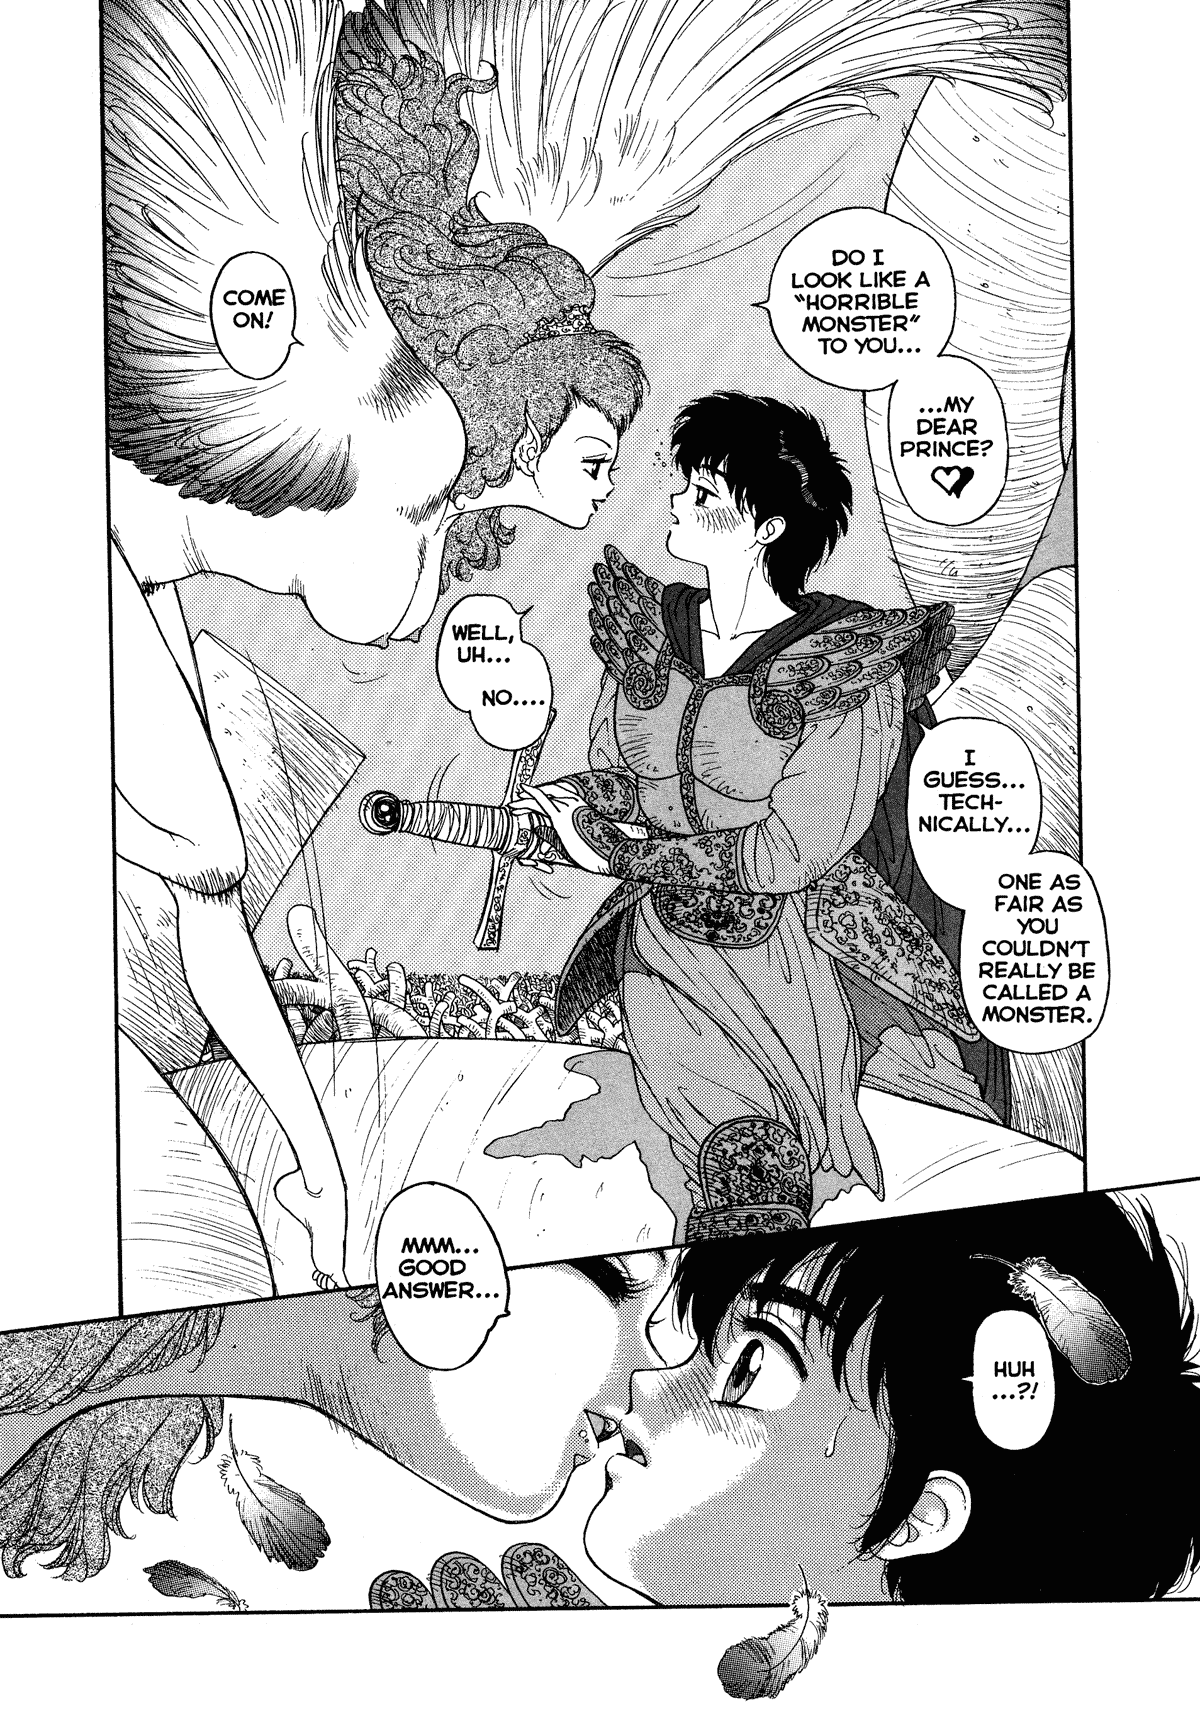 COME
ON!
DO I
LOOK LIKE A
"HORRIBLE
MONSTER"
TO YOU...
...MY
DEAR
PRINCE?
WELL,
UH...
NO....
I
GUESS...
TECH-
NICALLY...
ONE AS
FAIR AS
YOU
COULDN'T
REALLY BE
CALLED A
MONSTER.
MMM...
GOOD
ANSWER...
HUH
...?!